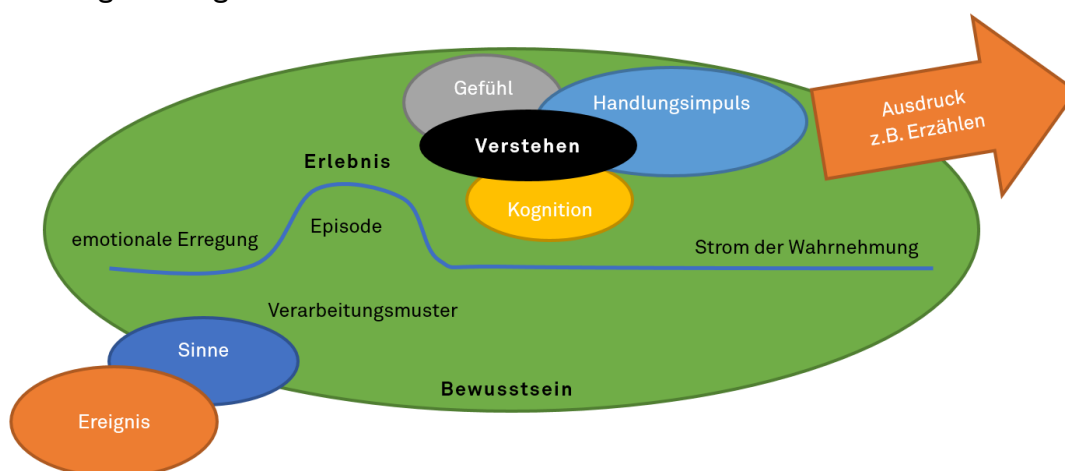 Gefühl
Handlungsimpuls
Ausdruck
z.B. Erzählen
Verstehen
Erlebnis
Kognition
Episode
emotionale Erregung
Strom der Wahrnehmung
Verarbeitungsmuster
Sinne
Bewusstsein
Ereignis